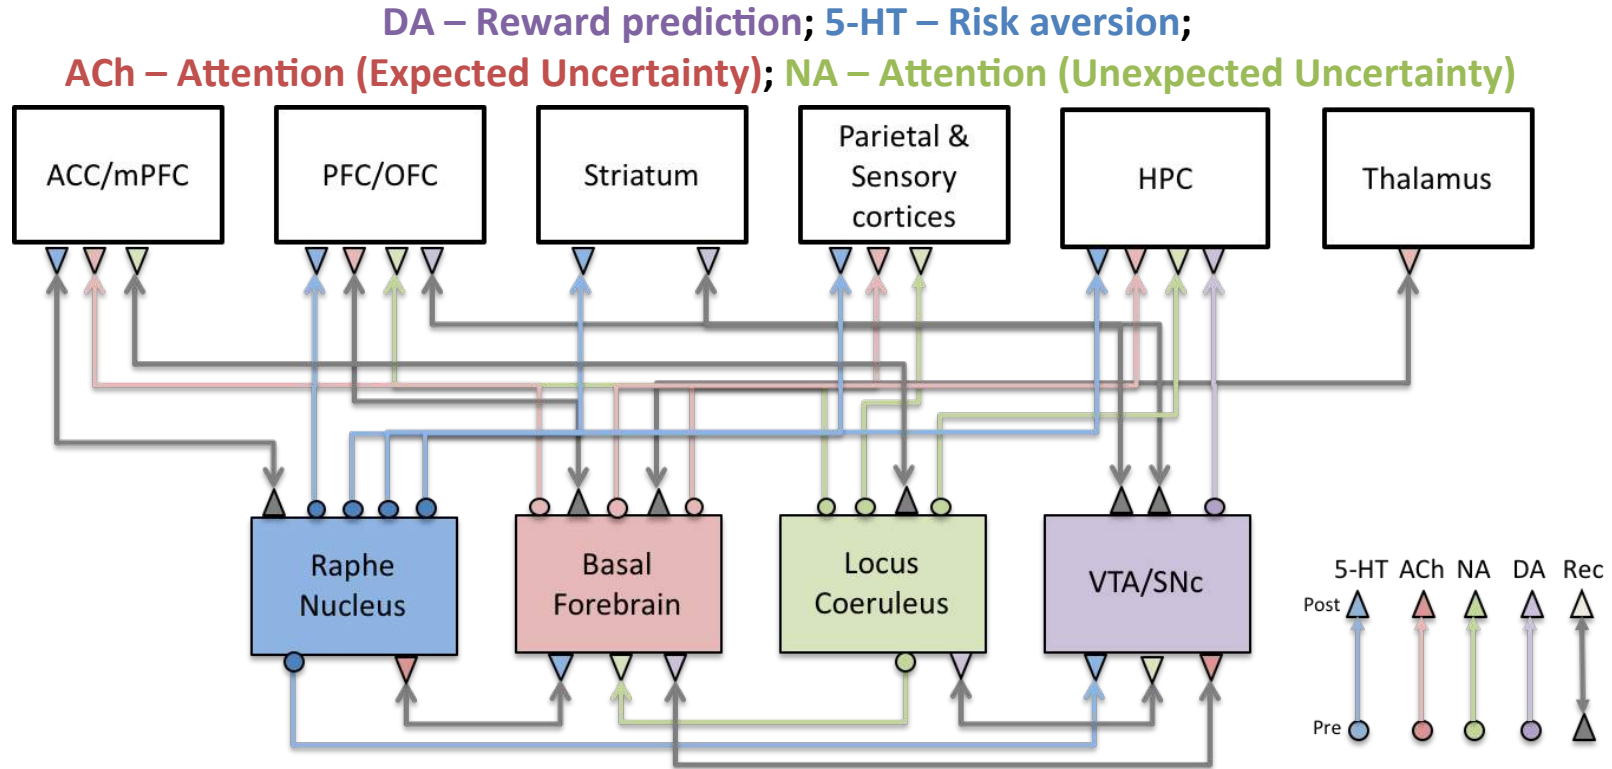 DA – Reward prediction; 5-HT – Risk aversion;
ACh – Attention (Expected Uncertainty); NA – Attention (Unexpected Uncertainty)
ACC/mPFC
PFC/OFC
Striatum
Parietal &
Sensory
cortices
HPC
Thalamus
Raphe
Nucleus
Basal
Forebrain
Locus
Coeruleus
VTA/SNc
5-HT ACh NA DA Rec
Post
Pre